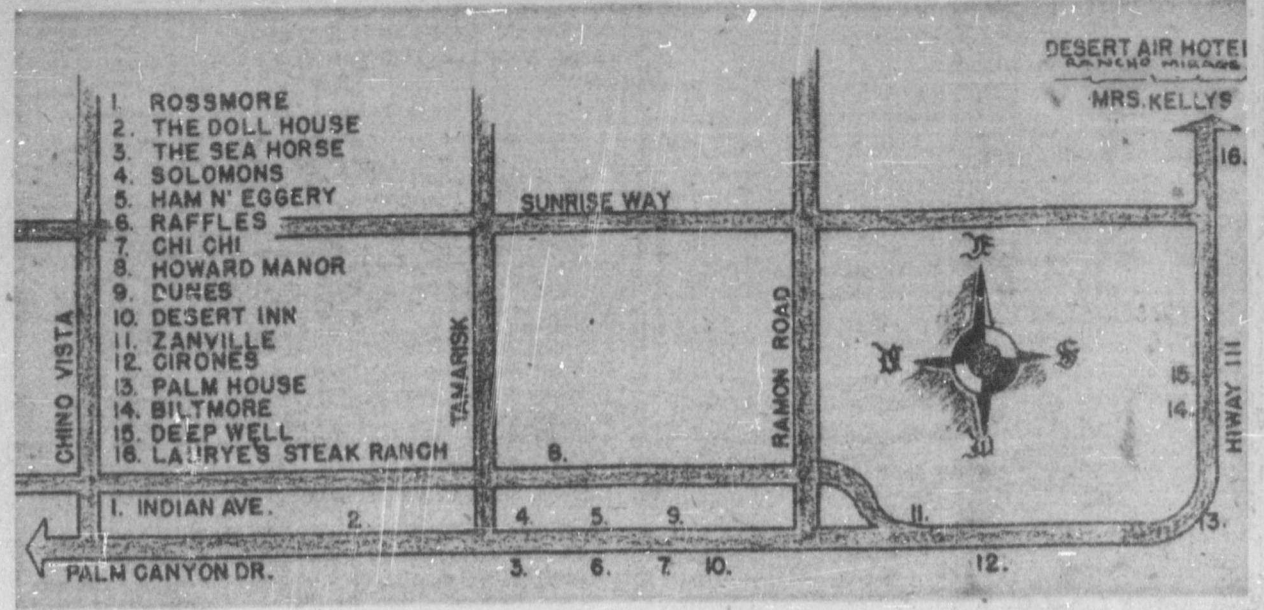 DESERT AIR HOTEL
RANCHO MIRAGE
MRS. KELLYS
16.
1. ROSSMORE
2. THE DOLL HOUSE
3. THE SEA HORSE
4. SOLOMONS
5. HAM N' EGGERY
6. RAFFLES
7. CHI CHI
8. HOWARD MANOR
9. DUNES
10. DESERT INN
11. ZANVILLE
12. CIRONES
13. PALM HOUSE
14. BILTMORE
15. DEEP WELL
16. LAURYE'S STEAK RANCH
SUNRISE WAY
CHINO VISTA
TAMARISK
RAMON ROAD
HIWAY 111
E
N
S
W
15.
14.
8.
1. INDIAN AVE.
2.
4. 5. 9.
11.
13.
PALM CANYON DR.
3. 6. 7. 10.
12.